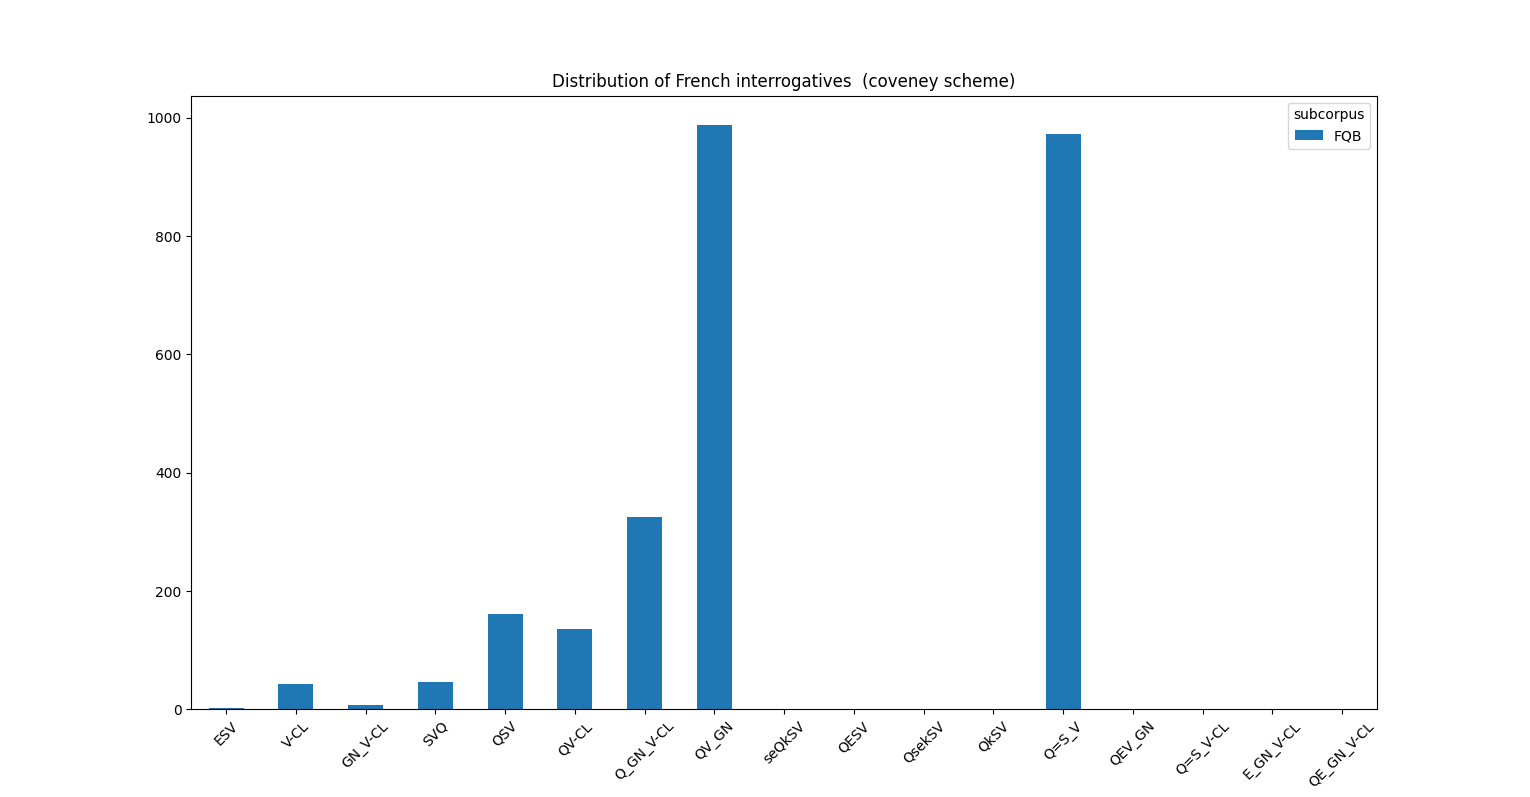 Distribution of French interrogatives  (coveney scheme)
subcorpus
FQB
1000
800
600
400
200
0
ESV
V-CL
GN_V-CL
SVQ
QSV
QV-CL
Q_GN_V-CL
QV_GN
seQkSV
QESV
QsekSV
QkSV
Q=S_V
QEV_GN
Q=S_V-CL
E_GN_V-CL
QE_GN_V-CL